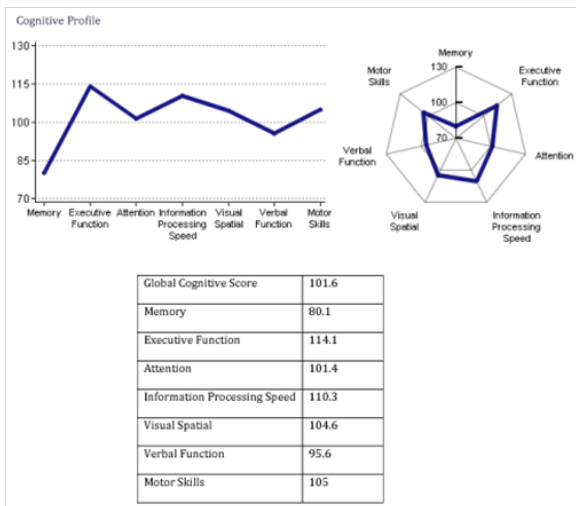 Cognitive Profile
130
115
100
85
70
Memory
Executive
Function
Attention
Information
Processing
Speed
Visual
Spatial
Verbal
Function
Motor
Skills
Memory
130
100
70
Executive
Function
Attention
Information
Processing
Speed
Visual
Spatial
Verbal
Function
Motor
Skills
Global Cognitive Score 101.6
Memory 80.1
Executive Function 114.1
Attention 101.4
Information Processing Speed 110.3
Visual Spatial 104.6
Verbal Function 95.6
Motor Skills 105